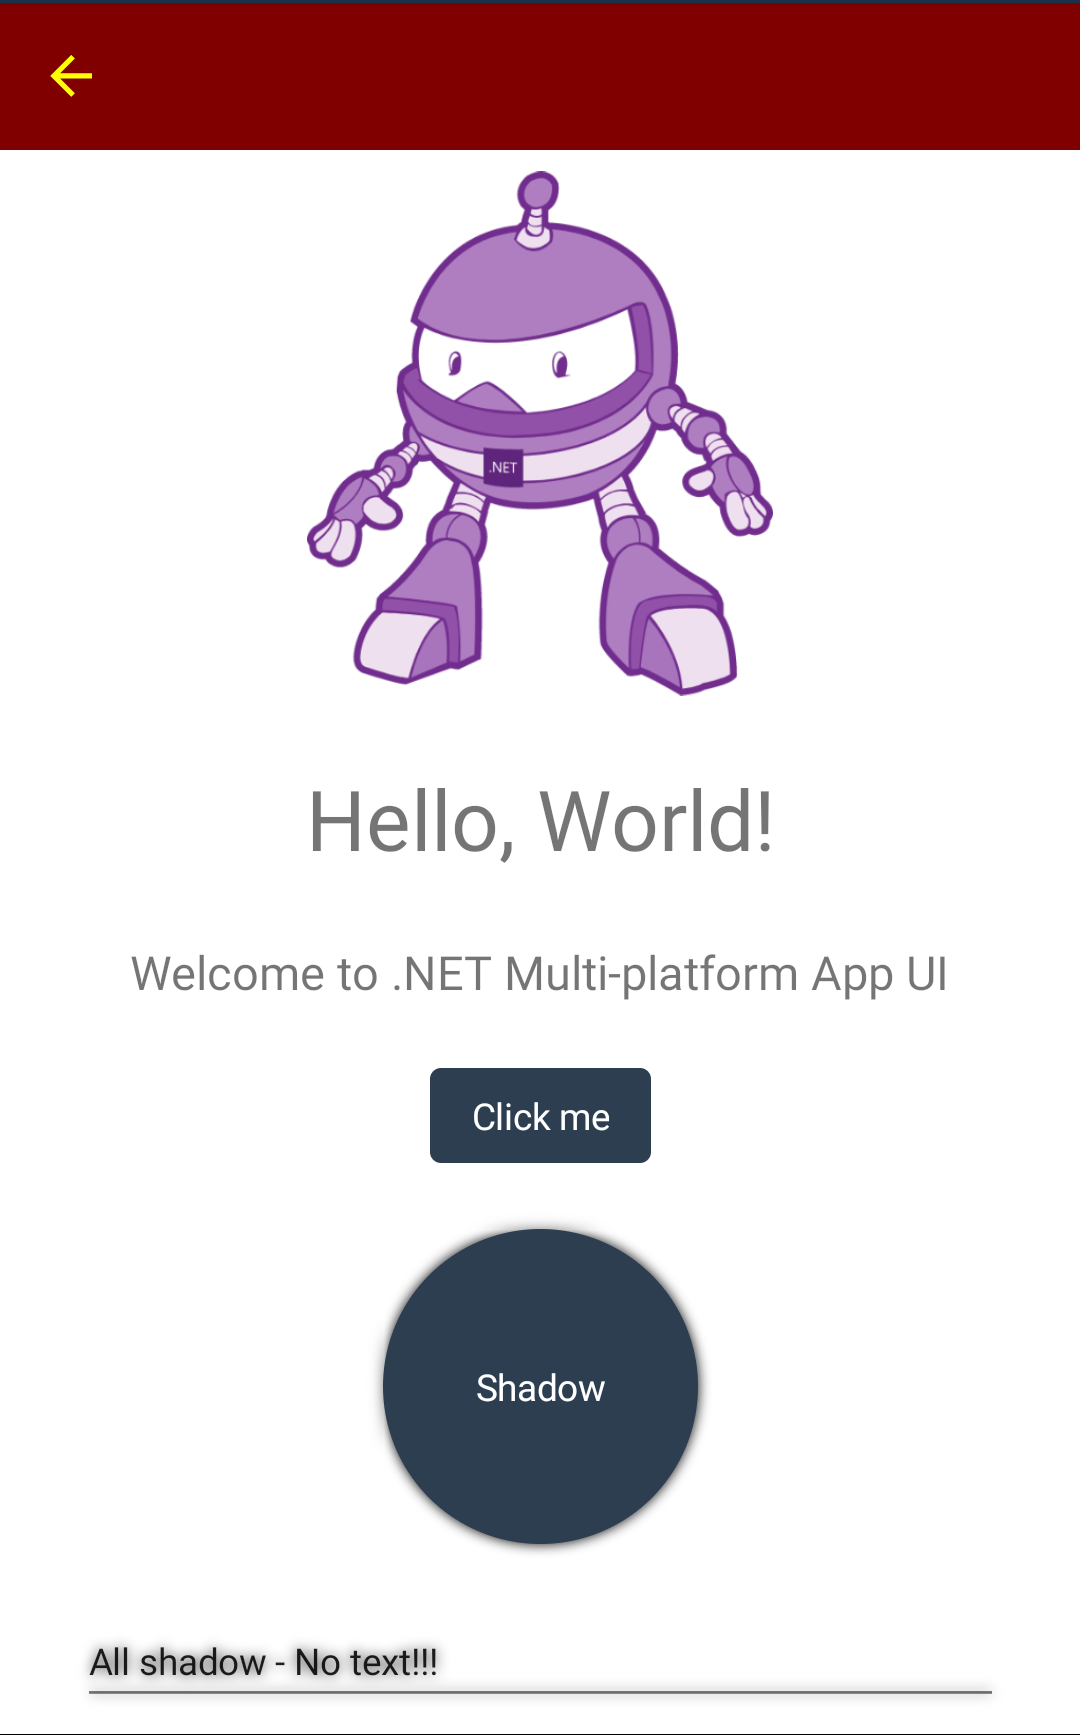 .NET
Hello, World!
Welcome to .NET Multi-platform App UI
Click me
Shadow
All shadow - No text!!!